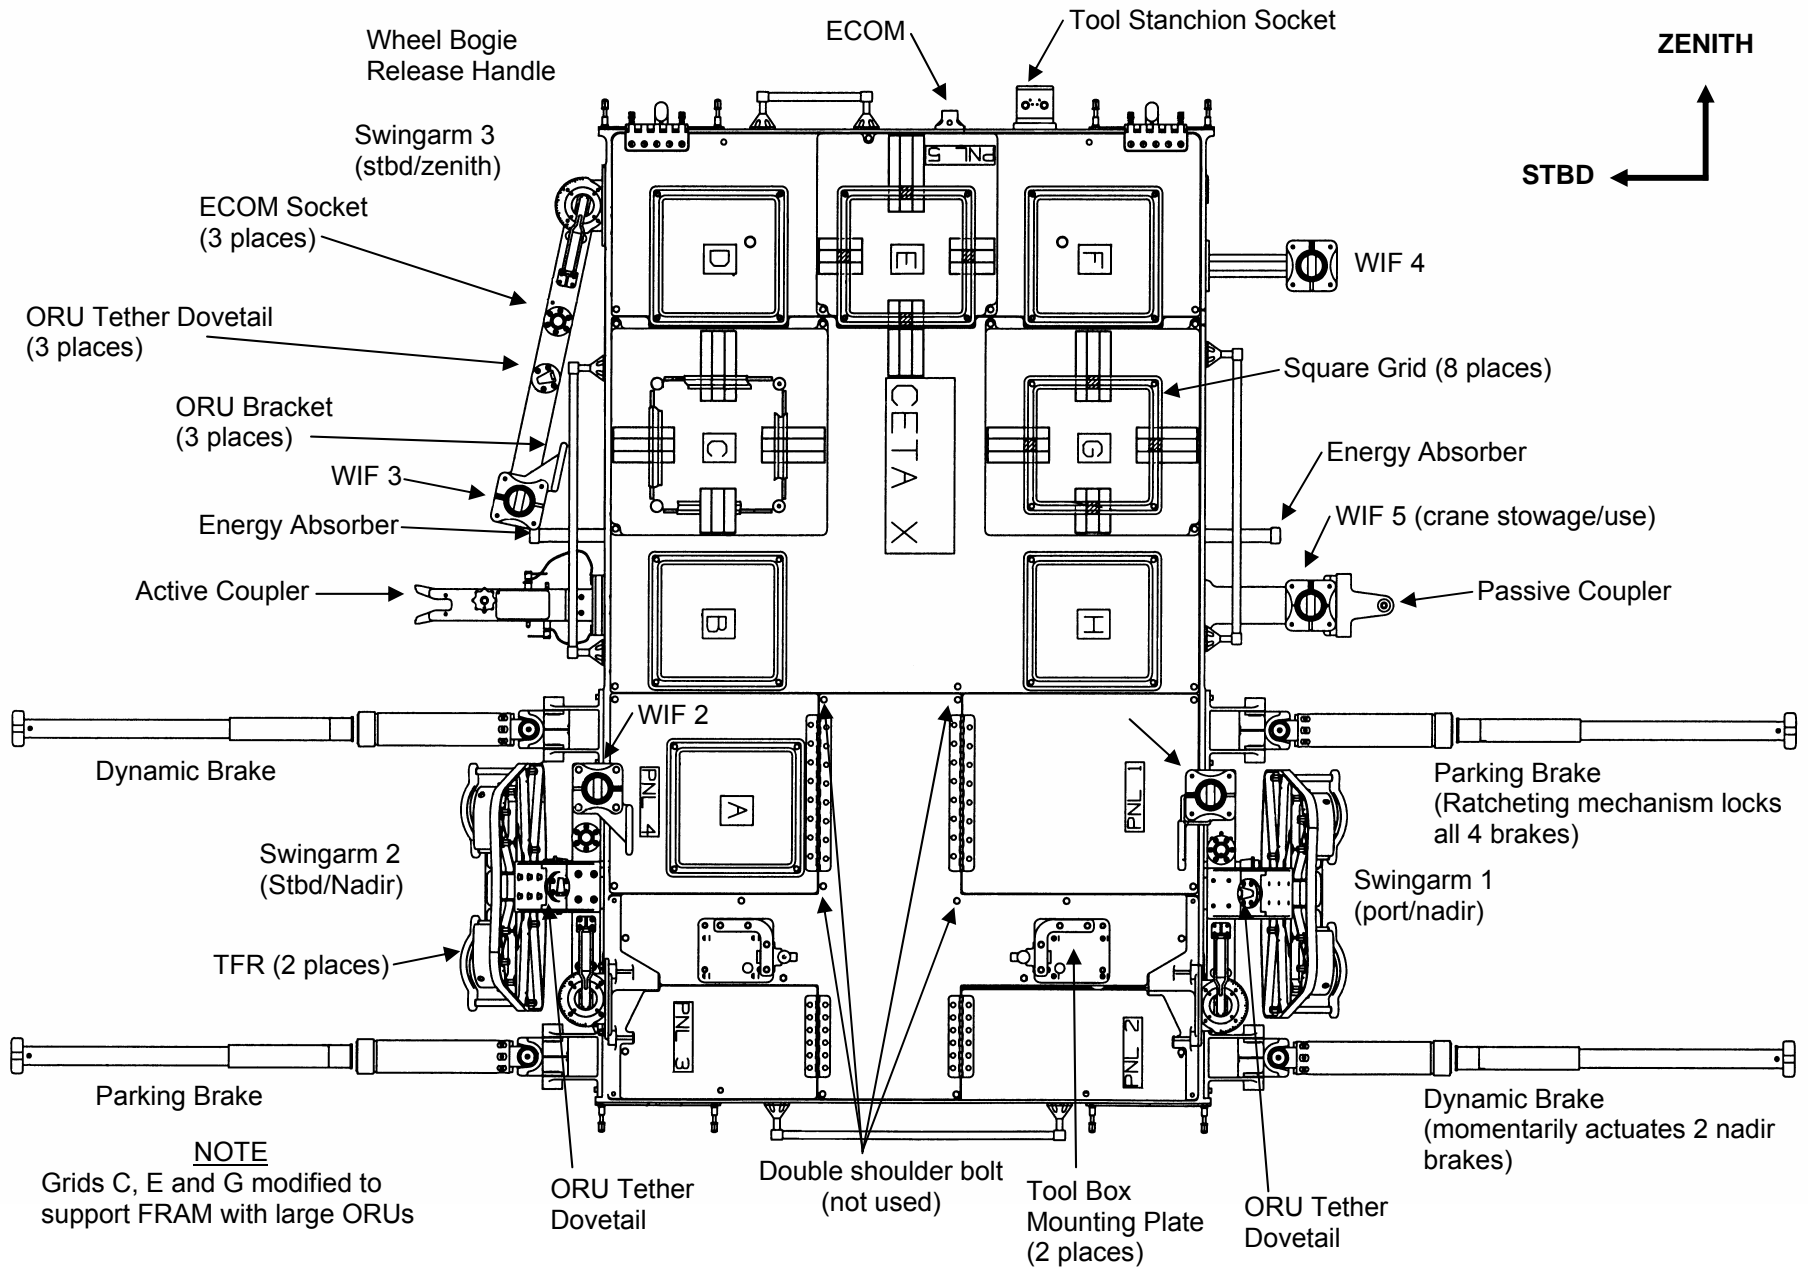 ECOM
Tool Stanchion Socket
Wheel Bogie
Release Handle
ZENITH
STBD
Swingarm 3
(stbd/zenith)
ECOM Socket
(3 places)
ORU Tether Dovetail
(3 places)
ORU Bracket
(3 places)
WIF 3
Energy Absorber
Active Coupler
PNL 5
D
E
F
WIF 4
Square Grid (8 places)
C
CETA X
G
Energy Absorber
WIF 5 (crane stowage/use)
Passive Coupler
B
H
WIF 2
Dynamic Brake
Parking Brake
(Ratcheting mechanism locks
all 4 brakes)
PNL 4
A
PNL 1
Swingarm 2
(Stbd/Nadir)
Swingarm 1
(port/nadir)
TFR (2 places)
PNL 3
PNL 2
Parking Brake
Dynamic Brake
(momentarily actuates 2 nadir
brakes)
NOTE
Grids C, E and G modified to
support FRAM with large ORUs
ORU Tether
Dovetail
Double shoulder bolt
(not used)
Tool Box
Mounting Plate
(2 places)
ORU Tether
Dovetail